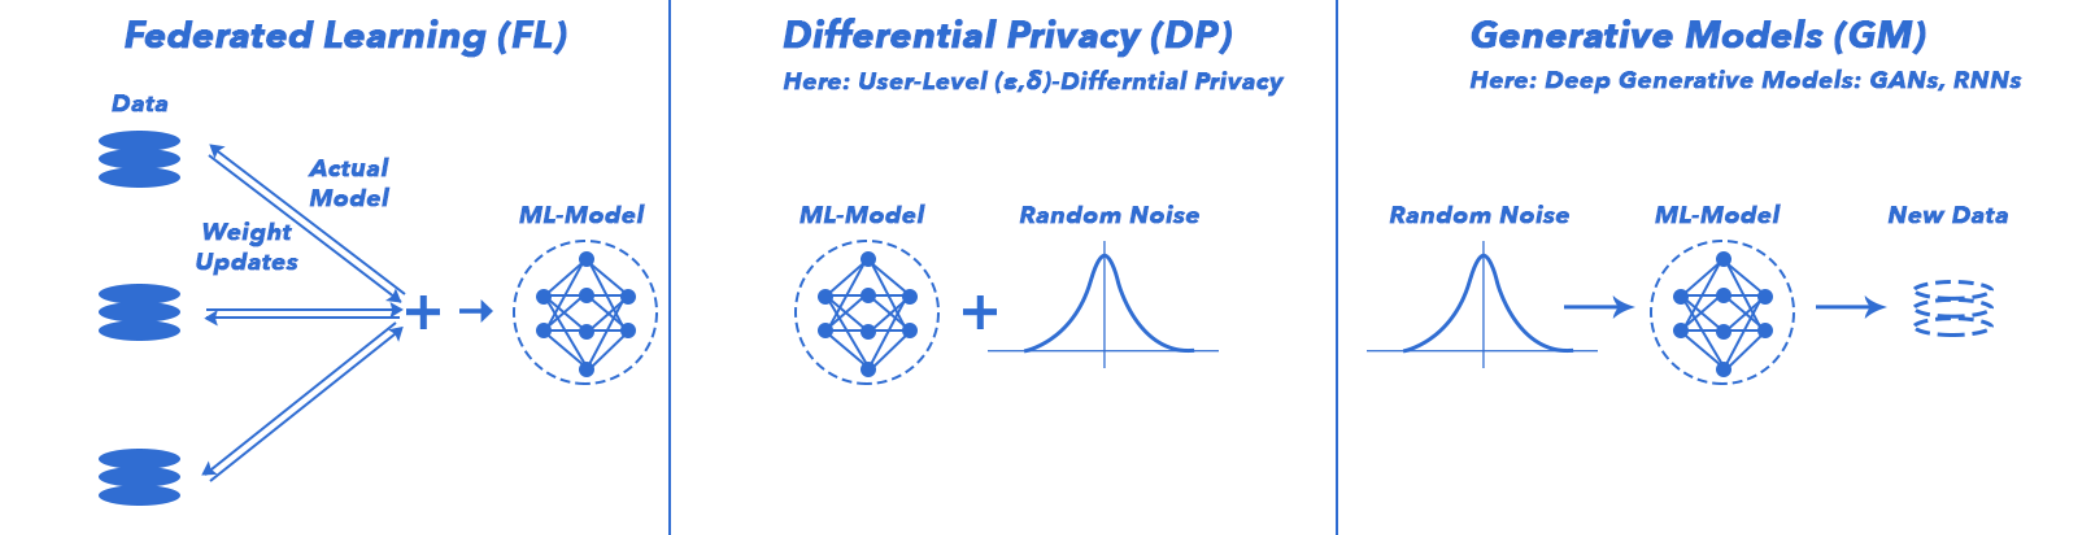 Federated Learning (FL)
Data
Actual
Model
Weight
Updates
ML-Model
Differential Privacy (DP)
Here: User-Level (ε,δ)-Differntial Privacy
ML-Model
Random Noise
Generative Models (GM)
Here: Deep Generative Models: GANs, RNNs
Random Noise
ML-Model
New Data